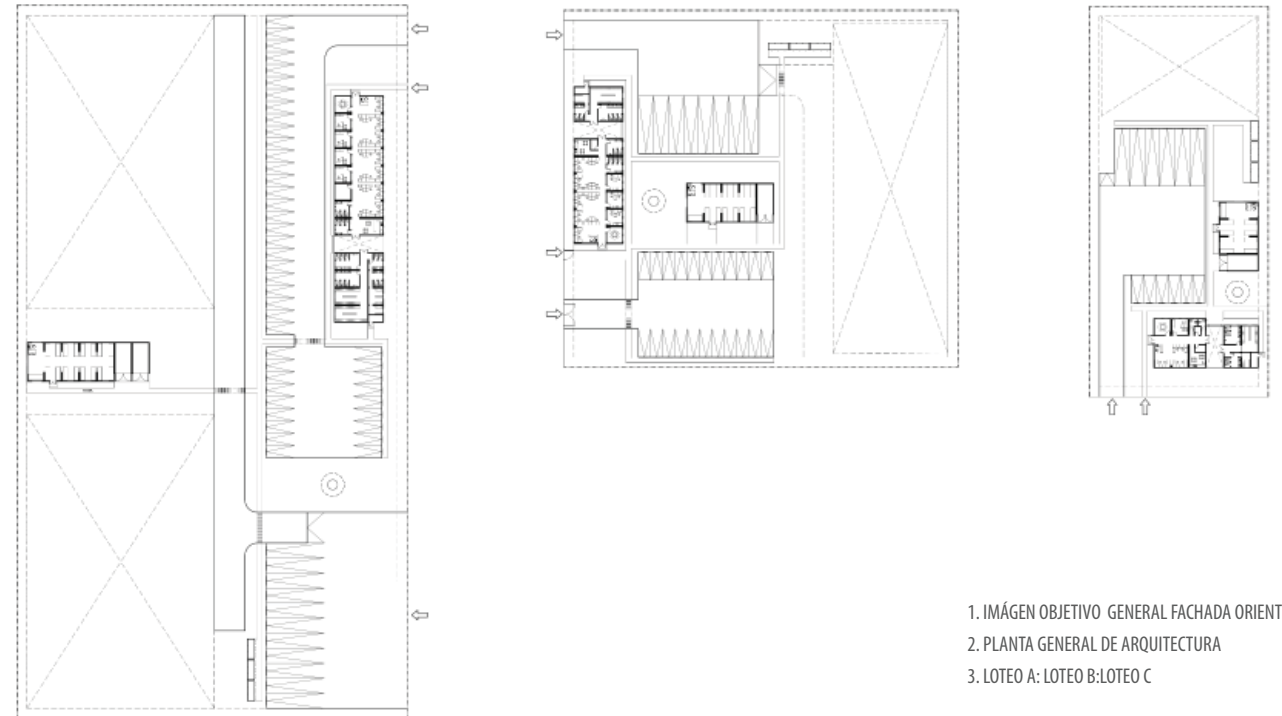 1. IMÁGEN OBJETIVO  GENERAL FACHADA ORIENT
2. PLANTA GENERAL DE ARQUITECTURA
3. LOTEO A: LOTEO B:LOTEO C